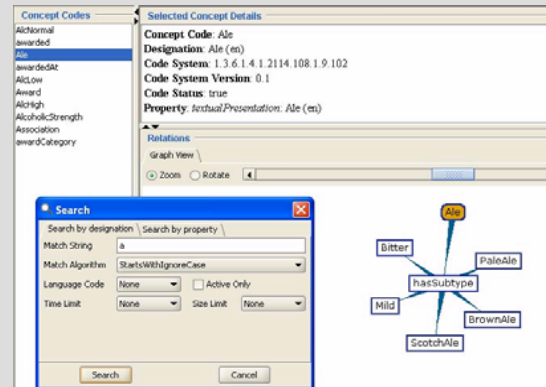 Concept Codes
AlcNormal
awarded
Ale
awardedAt
AlcLow
Award
AlcHigh
AlcoholicStrength
Association
awardCategory
Selected Concept Details
Concept Code: Ale
Designation: Ale (en)
Code System: 1.3.6.1.4.1.2114.108.1.9.102
Code System Version: 0.1
Code Status: true
Property: textualPresentation: Ale (en)
Relations
Graph View
Zoom Rotate
Ale
Bitter
PaleAle
hasSubtype
Mild
BrownAle
ScotchAle
Search
Search by designation Search by property
Match String a
Match Algorithm StartsWithIgnoreCase
Language Code None Active Only
Time Limit None Size Limit None
Search Cancel